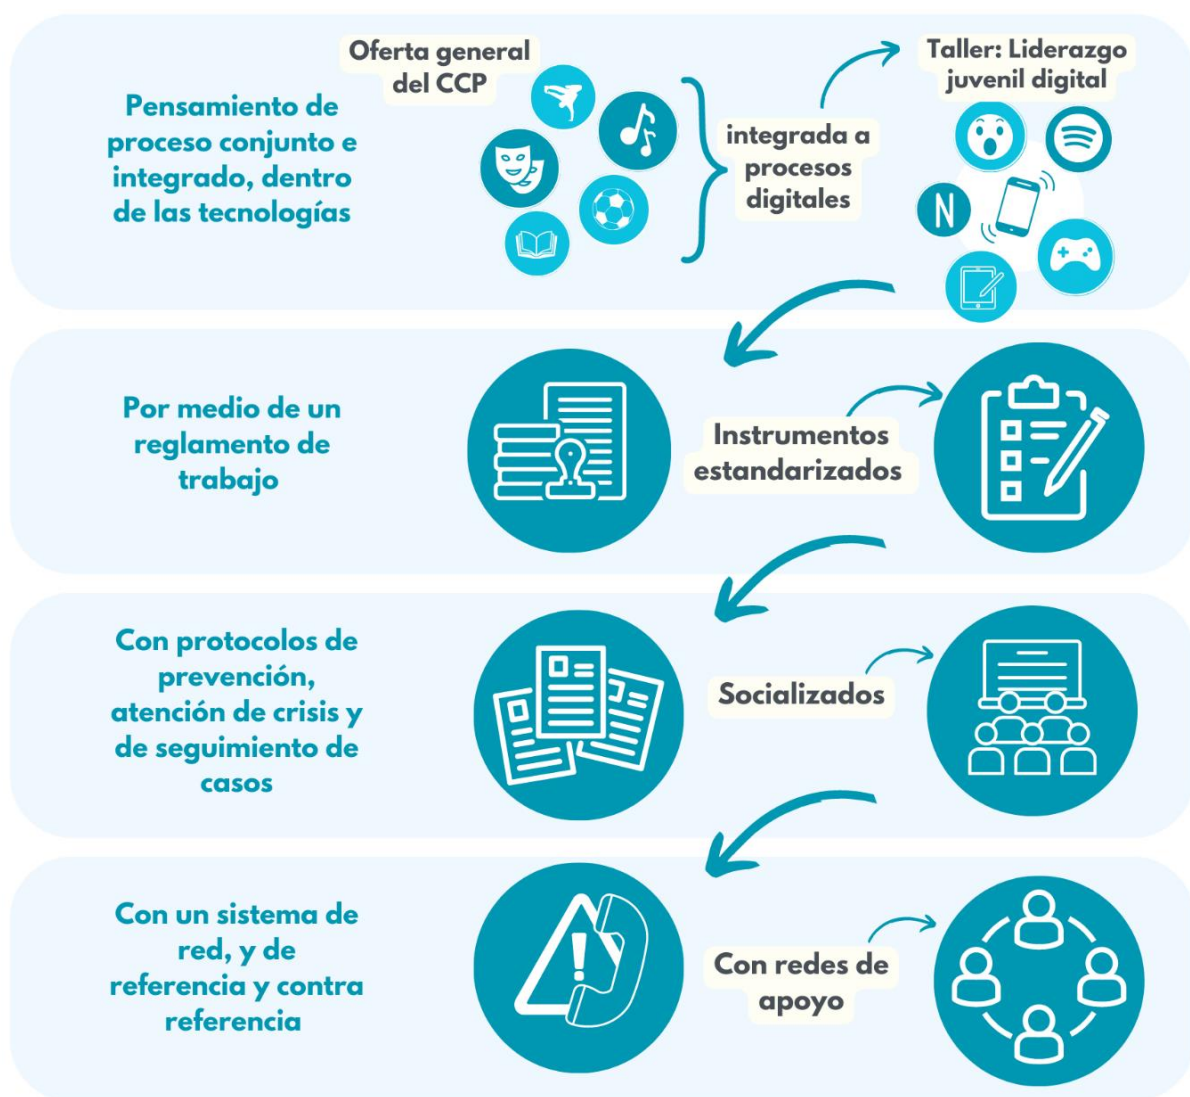 Pensamiento de
proceso conjunto e
integrado, dentro
de las tecnologías
Oferta general
del CCP
integrada a
procesos
digitales
Taller: Liderazgo
juvenil digital
N
Por medio de un
reglamento de
trabajo
Instrumentos
estandarizados
Con protocolos de
prevención,
atención de crisis y
de seguimiento de
casos
Socializados
Con un sistema de
red, y de
referencia y contra
referencia
Con redes de
apoyo